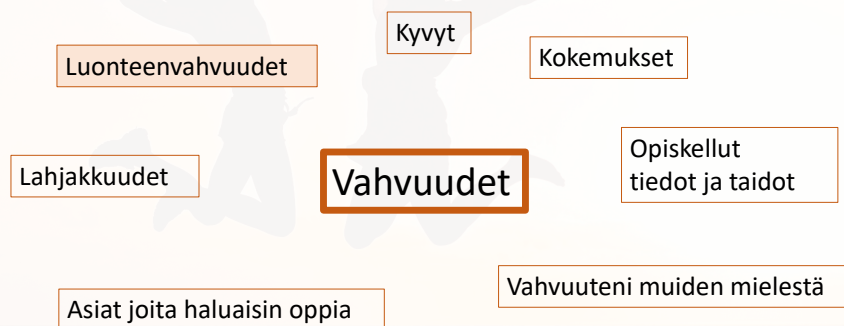 Kyvyt
Kokemukset
Luonteenvahvuudet
Opiskellut
tiedot ja taidot
Lahjakkuudet
Vahvuudet
Vahvuuteni muiden mielestä
Asiat joita haluaisin oppia